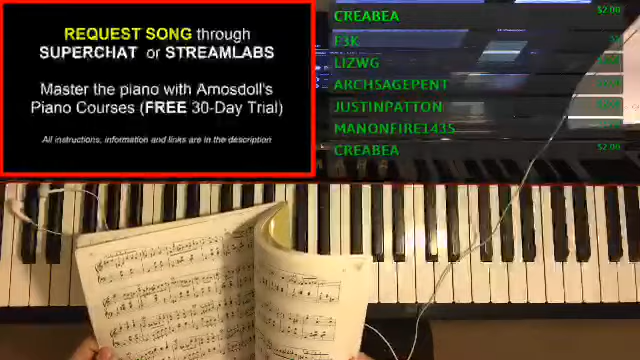 REQUEST SONG through
SUPERCHAT or STREAMLABS
Master the piano with Amosdoll's
Piano Courses (FREE 30-Day Trial)
All instructions, information and links are in the description
CREABEA $2.00
F3K
LIZWG
ARCHSAGEPENT
JUSTINPATTON
MANONFIRE1435
CREABEA $2.00